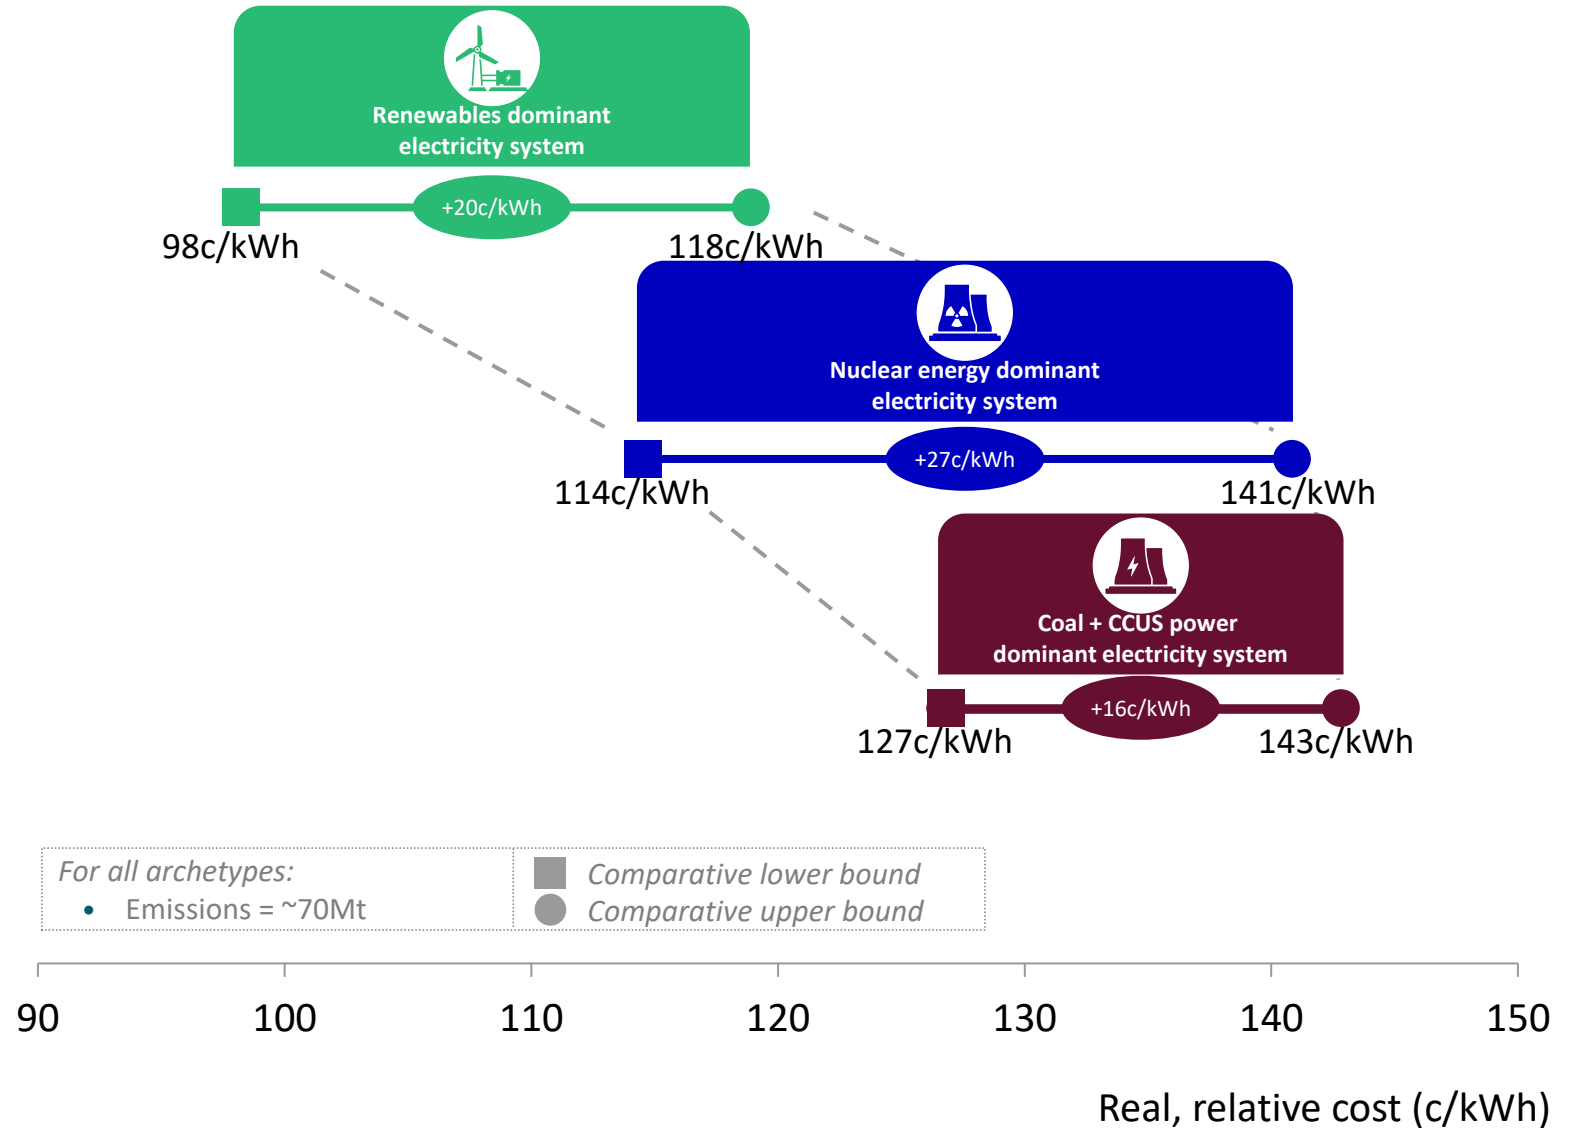 Renewables dominant
electricity system
+20c/kWh
98c/kWh
118c/kWh
Nuclear energy dominant
electricity system
+27c/kWh
114c/kWh
141c/kWh
Coal + CCUS power
dominant electricity system
+16c/kWh
127c/kWh
143c/kWh
For all archetypes:
• Emissions = ~70Mt
Comparative lower bound
Comparative upper bound
90 100 110 120 130 140 150
Real, relative cost (c/kWh)